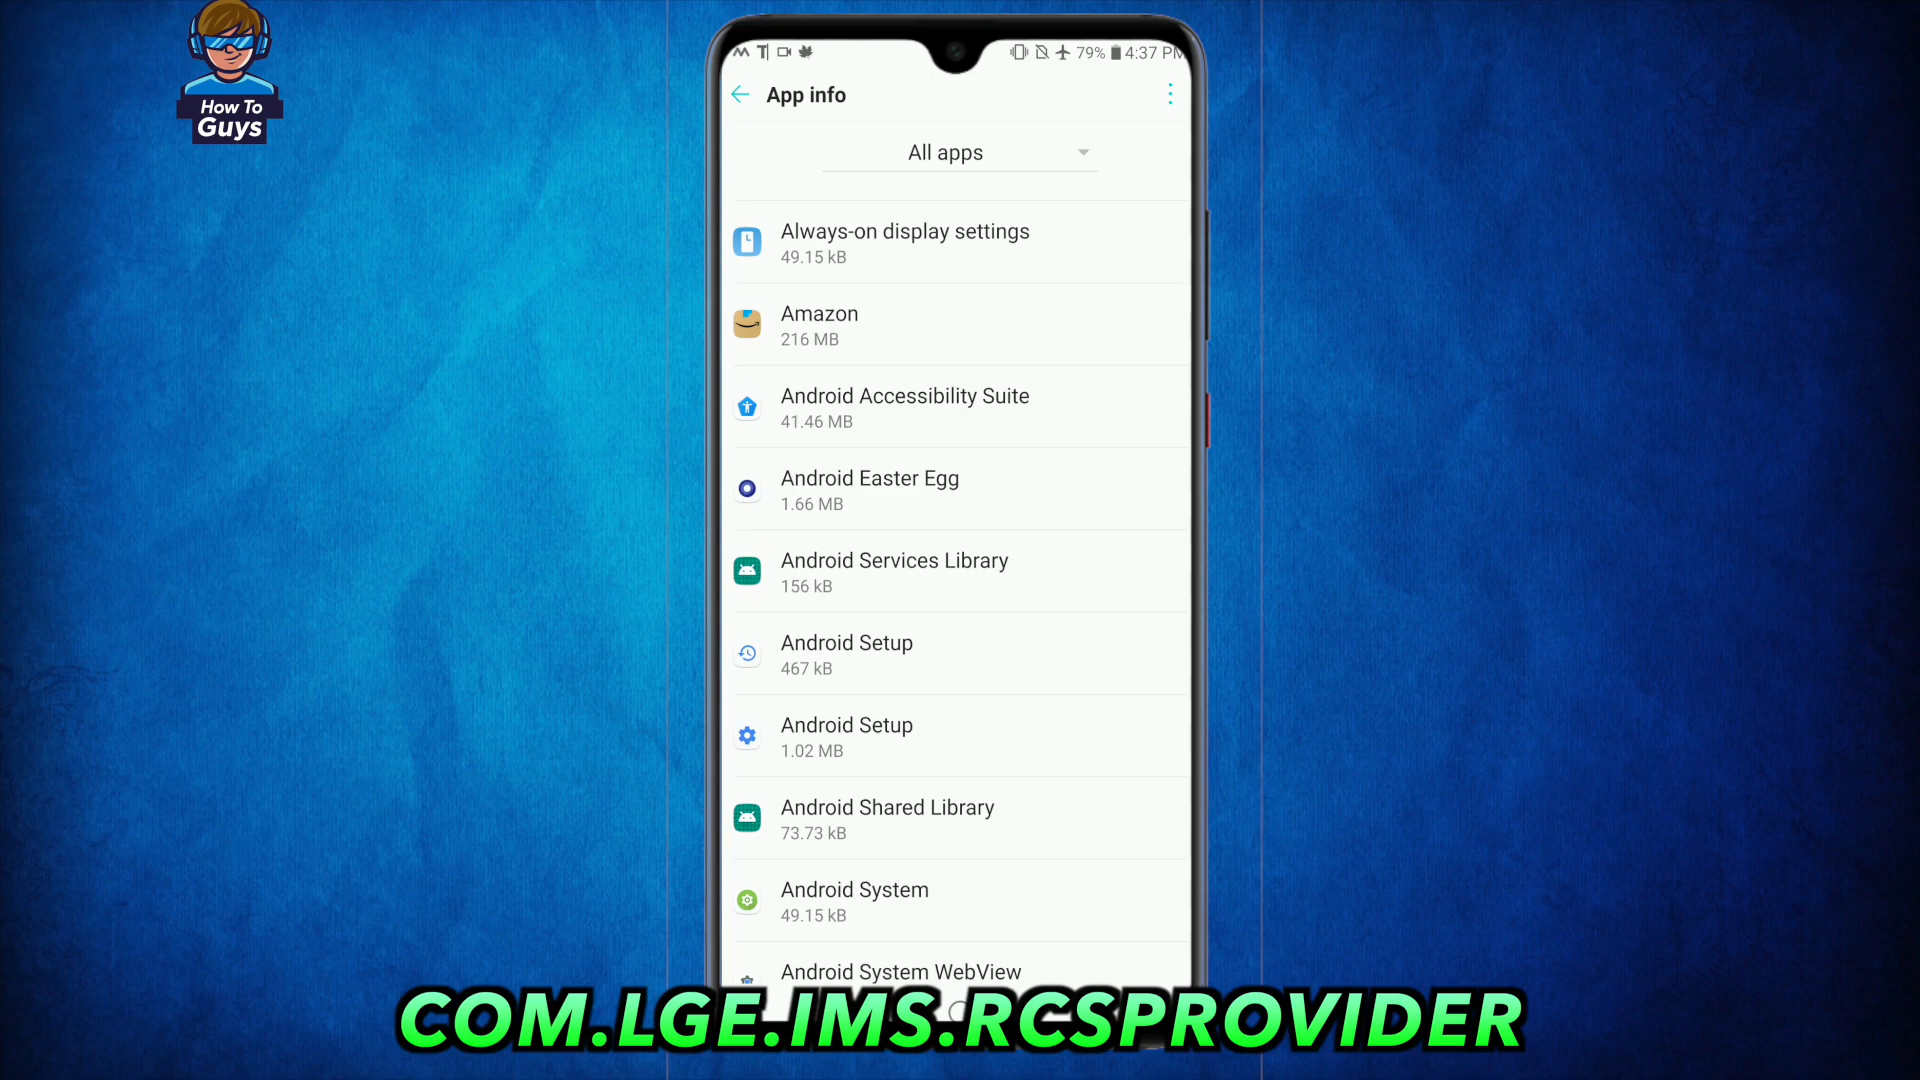 How To
Guys
79% 4:37 PM
App info
All apps
Always-on display settings
49.15 kB
Amazon
216 MB
Android Accessibility Suite
41.46 MB
Android Easter Egg
1.66 MB
Android Services Library
156 kB
Android Setup
467 kB
Android Setup
1.02 MB
Android Shared Library
73.73 kB
Android System
49.15 kB
Android System WebView
COM.LGE.IMS.RCSPROVIDER